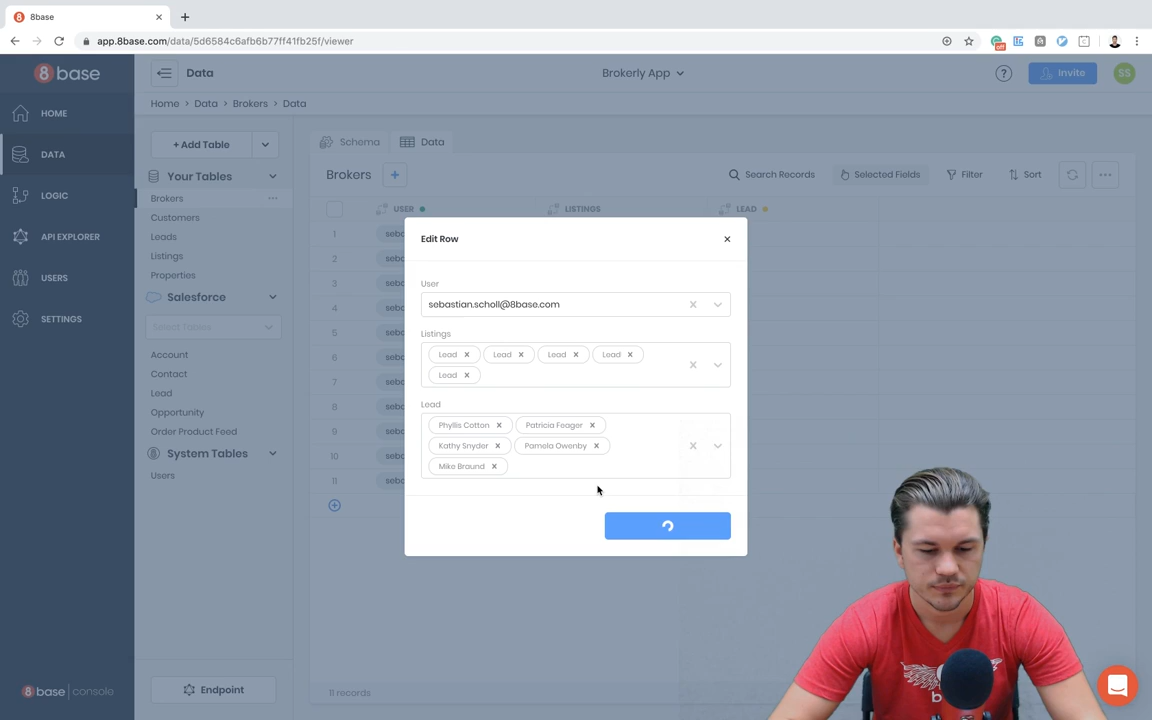 8base
app.8base.com/data/5d6584c6afb6b77ff41fb25f/viewer
off
8base
Data
Brokerly App
?
Invite
SS
HOME
DATA
LOGIC
API EXPLORER
USERS
SETTINGS
8base | console
Home > Data > Brokers > Data
+ Add Table
Your Tables
Brokers
Customers
Leads
Listings
Properties
Salesforce
Select Tables
Account
Contact
Lead
Opportunity
Order Product Feed
System Tables
Users
Endpoint
Schema
Data
Brokers
+
Search Records
Selected Fields
Filter
Sort
USER
LISTINGS
LEAD
1
2
3
4
5
6
7
8
9
10
11
11 records
Edit Row
User
sebastian.scholl@8base.com
Listings
Lead
Lead
Lead
Lead
Lead
Lead
Phyllis Cotton
Patricia Feager
Kathy Snyder
Pamela Owenby
Mike Braund